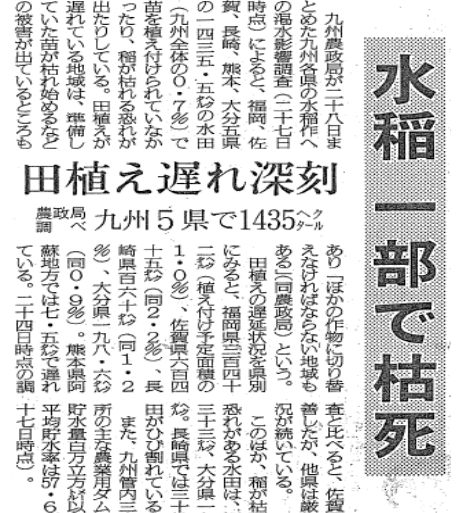 水稲 一部で枯死
田植え遅れ深刻
農政局調べ 九州5県で1435ヘクタール
九州農政局が二十八日ま
とめた九州各県の水稲作へ
の渇水影響調査(二十七日
時点)によると、福岡、佐
賀、長崎、熊本、大分五県
の一四三五・五㌶の水田
(九州全体の0・7%)で
苗を植え付けられていなか
ったり、稲が枯れる恐れが
出たりしている。田植えが
遅れている地域は、準備し
ていた苗が枯れ始めるなど
の被害が出ているところも
あり「ほかの作物に切り替
えなければならない地域も
ある」(同農政局)という。
田植えの遅延状況を県別
にみると、福岡県三百四十
二㌶(植え付け予定面積の
1・0%)、佐賀県六百四
十五㌶(同2・2%)、長
崎県百六十㌶(同1・2
%)、大分県一九八・六㌶
(同0・9%)。熊本県阿
蘇地方では七・五㌶で遅れ
ている。二十四日時点の調
査と比べると、佐賀
善したが、他県は厳
況が続いている。
このほか、稲が枯
恐れがある水田は、
三十三㌶、大分県一
㌶。長崎県では三十
田がひび割れている
また、九州管内三
所の主な農業用ダム
貯水量百万立方㍍以
平均貯水率は57・6
十七日時点)。